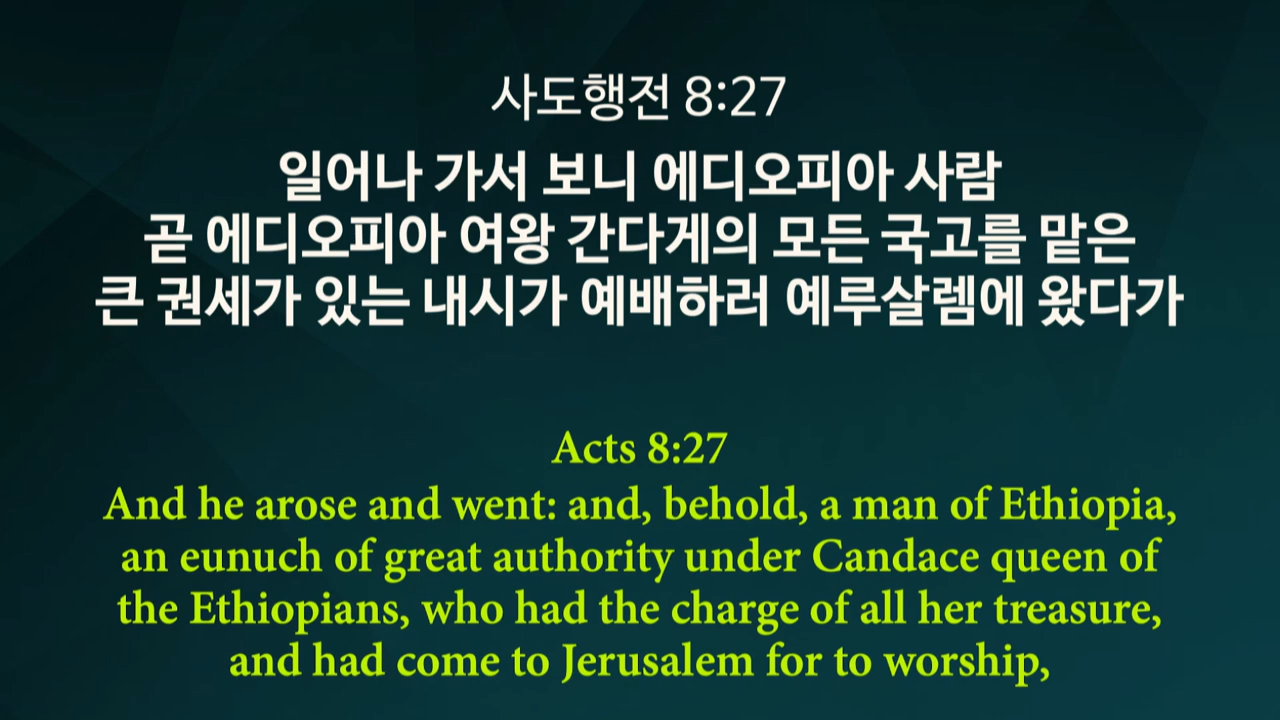 사도행전 8:27
일어나 가서 보니 에디오피아 사람
곧 에디오피아 여왕 간다게의 모든 국고를 맡은
큰 권세가 있는 내시가 예배하러 예루살렘에 왔다가
Acts 8:27
And he arose and went: and, behold, a man of Ethiopia,
an eunuch of great authority under Candace queen of
the Ethiopians, who had the charge of all her treasure,
and had come to Jerusalem for to worship,